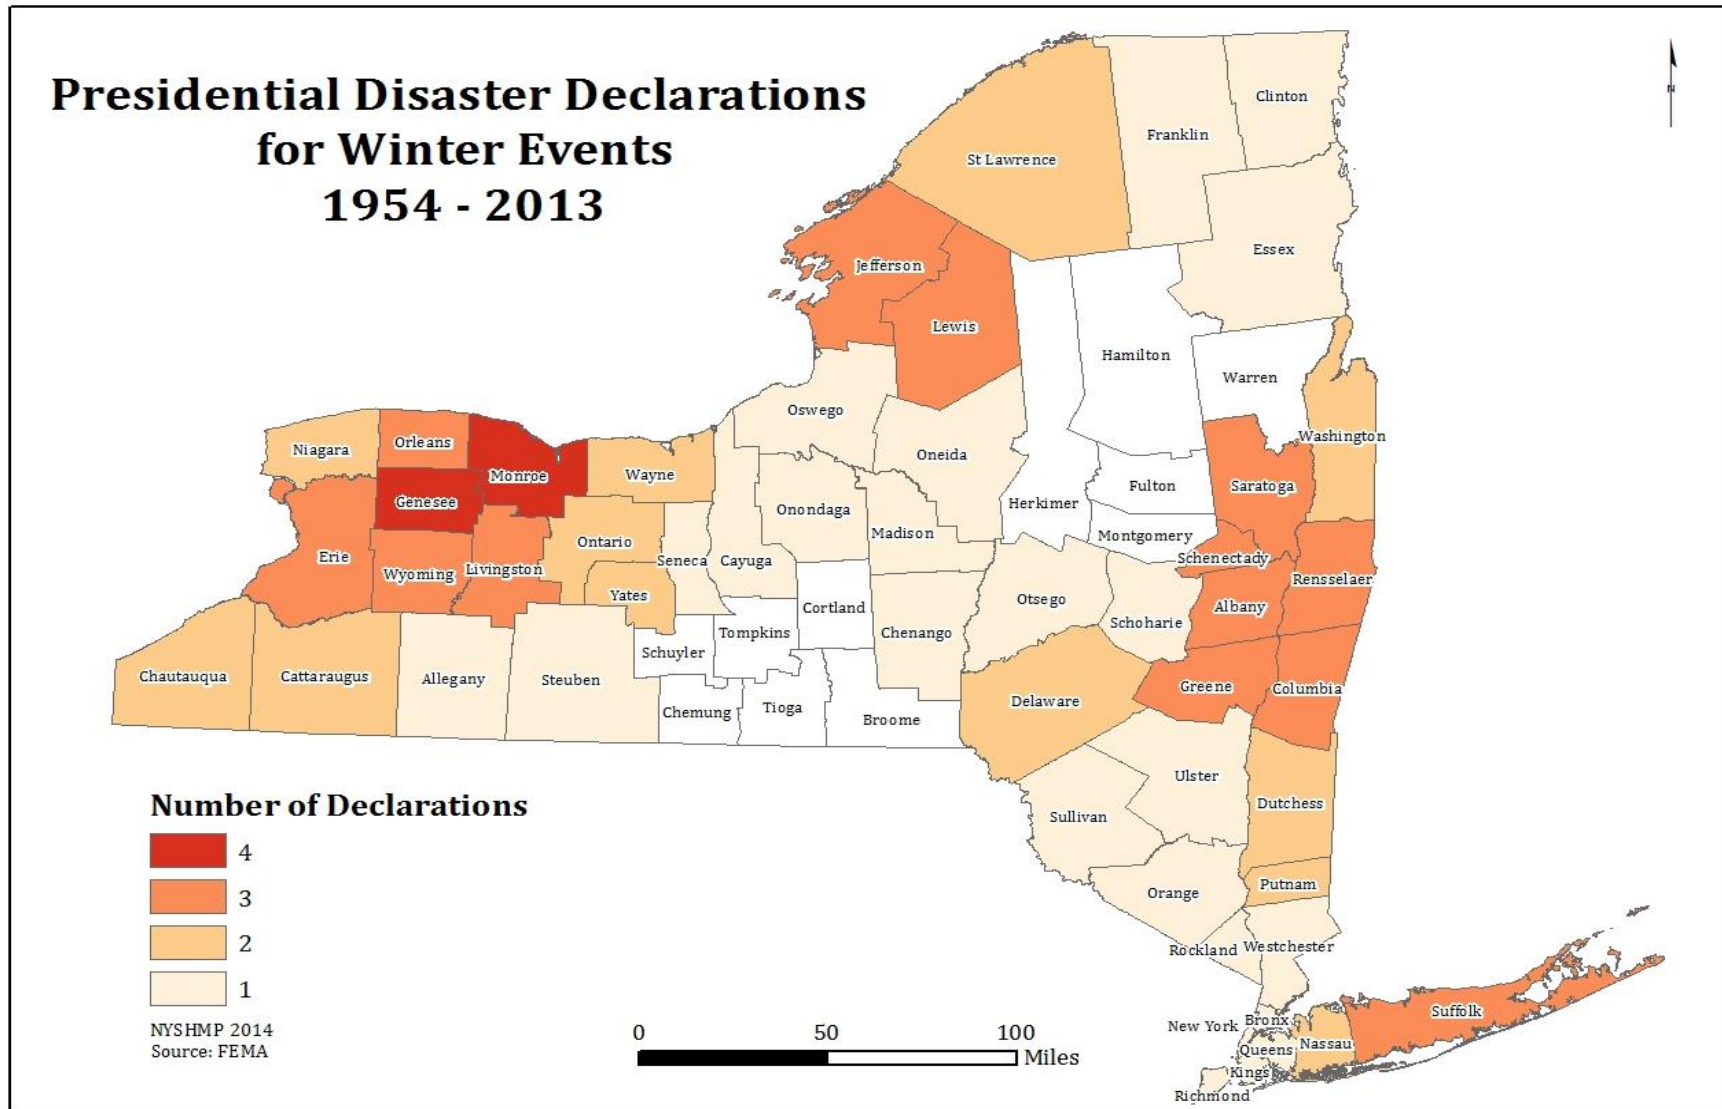 Presidential Disaster Declarations
for Winter Events
1954 - 2013
N
Clinton
Franklin
St Lawrence
Essex
Jefferson
Lewis
Hamilton
Warren
Oswego
Washington
Orleans
Niagara
Oneida
Monroe
Wayne
Saratoga
Fulton
Genesee
Herkimer
Onondaga
Madison
Montgomery
Ontario
Erie
Schenectady
Seneca
Cayuga
Livingston
Wyoming
Rensselaer
Yates
Otsego
Albany
Cortland
Schoharie
Tompkins
Chenango
Schuyler
Chautauqua
Cattaraugus
Allegany
Steuben
Greene
Columbia
Delaware
Tioga
Chemung
Broome
Ulster
Dutchess
Sullivan
Putnam
Orange
Rockland
Westchester
Suffolk
Bronx
New York
Nassau
Queens
Kings
Richmond
Number of Declarations
4
3
2
1
NYSHMP 2014
Source: FEMA
0 50 100
Miles